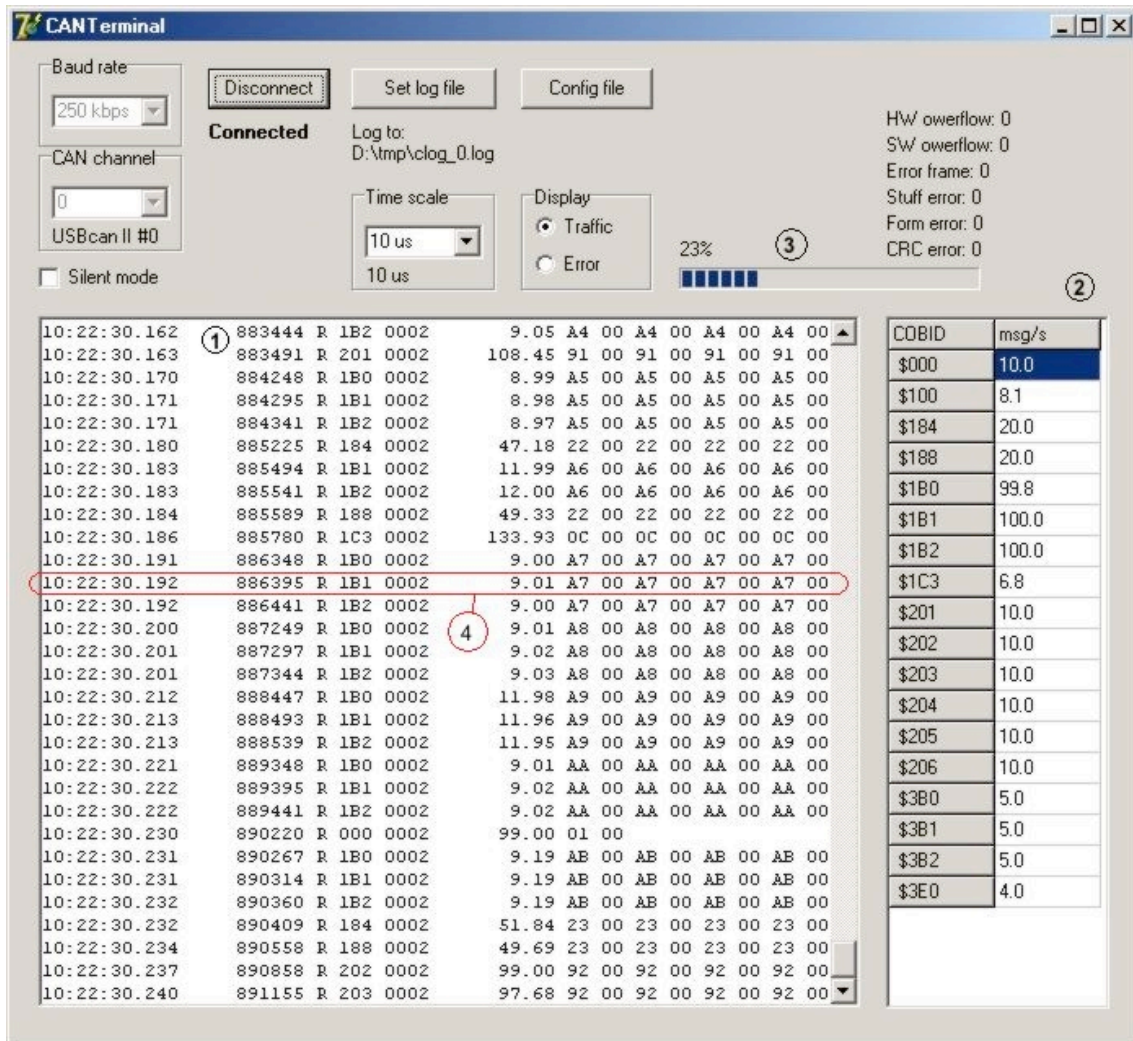 CANTerminal
Baud rate
250 kbps
Disconnect
Set log file
Config file
Connected
Log to:
D:\tmp\clog_0.log
CAN channel
0
USBcan II #0
Silent mode
Time scale
10 us
10 us
Display
Traffic
Error
23%
3
HW owerflow: 0
SW owerflow: 0
Error frame: 0
Stuff error: 0
Form error: 0
CRC error: 0
2
1
10:22:30.162 883444 R 1B2 0002 9.05 A4 00 A4 00 A4 00 A4 00
10:22:30.163 883491 R 201 0002 108.45 91 00 91 00 91 00 91 00
10:22:30.170 884248 R 1B0 0002 8.99 A5 00 A5 00 A5 00 A5 00
10:22:30.171 884295 R 1B1 0002 8.98 A5 00 A5 00 A5 00 A5 00
10:22:30.171 884341 R 1B2 0002 8.97 A5 00 A5 00 A5 00 A5 00
10:22:30.180 885225 R 184 0002 47.18 22 00 22 00 22 00 22 00
10:22:30.183 885494 R 1B1 0002 11.99 A6 00 A6 00 A6 00 A6 00
10:22:30.183 885541 R 1B2 0002 12.00 A6 00 A6 00 A6 00 A6 00
10:22:30.184 885589 R 188 0002 49.33 22 00 22 00 22 00 22 00
10:22:30.186 885780 R 1C3 0002 133.93 0C 00 0C 00 0C 00 0C 00
10:22:30.191 886348 R 1B0 0002 9.00 A7 00 A7 00 A7 00 A7 00
10:22:30.192 886395 R 1B1 0002 9.01 A7 00 A7 00 A7 00 A7 00
10:22:30.192 886441 R 1B2 0002 9.00 A7 00 A7 00 A7 00 A7 00
10:22:30.200 887249 R 1B0 0002 9.01 A8 00 A8 00 A8 00 A8 00
10:22:30.201 887297 R 1B1 0002 9.02 A8 00 A8 00 A8 00 A8 00
10:22:30.201 887344 R 1B2 0002 9.03 A8 00 A8 00 A8 00 A8 00
10:22:30.212 888447 R 1B0 0002 11.98 A9 00 A9 00 A9 00 A9 00
10:22:30.213 888493 R 1B1 0002 11.96 A9 00 A9 00 A9 00 A9 00
10:22:30.213 888539 R 1B2 0002 11.95 A9 00 A9 00 A9 00 A9 00
10:22:30.221 889348 R 1B0 0002 9.01 AA 00 AA 00 AA 00 AA 00
10:22:30.222 889395 R 1B1 0002 9.02 AA 00 AA 00 AA 00 AA 00
10:22:30.222 889441 R 1B2 0002 9.02 AA 00 AA 00 AA 00 AA 00
10:22:30.230 890220 R 000 0002 99.00 01 00
10:22:30.231 890267 R 1B0 0002 9.19 AB 00 AB 00 AB 00 AB 00
10:22:30.231 890314 R 1B1 0002 9.19 AB 00 AB 00 AB 00 AB 00
10:22:30.232 890360 R 1B2 0002 9.19 AB 00 AB 00 AB 00 AB 00
10:22:30.232 890409 R 184 0002 51.84 23 00 23 00 23 00 23 00
10:22:30.234 890558 R 188 0002 49.69 23 00 23 00 23 00 23 00
10:22:30.237 890858 R 202 0002 99.00 92 00 92 00 92 00 92 00
10:22:30.240 891155 R 203 0002 97.68 92 00 92 00 92 00 92 00
4
COBID msg/s
$000 10.0
$100 8.1
$184 20.0
$188 20.0
$1B0 99.8
$1B1 100.0
$1B2 100.0
$1C3 6.8
$201 10.0
$202 10.0
$203 10.0
$204 10.0
$205 10.0
$206 10.0
$3B0 5.0
$3B1 5.0
$3B2 5.0
$3E0 4.0